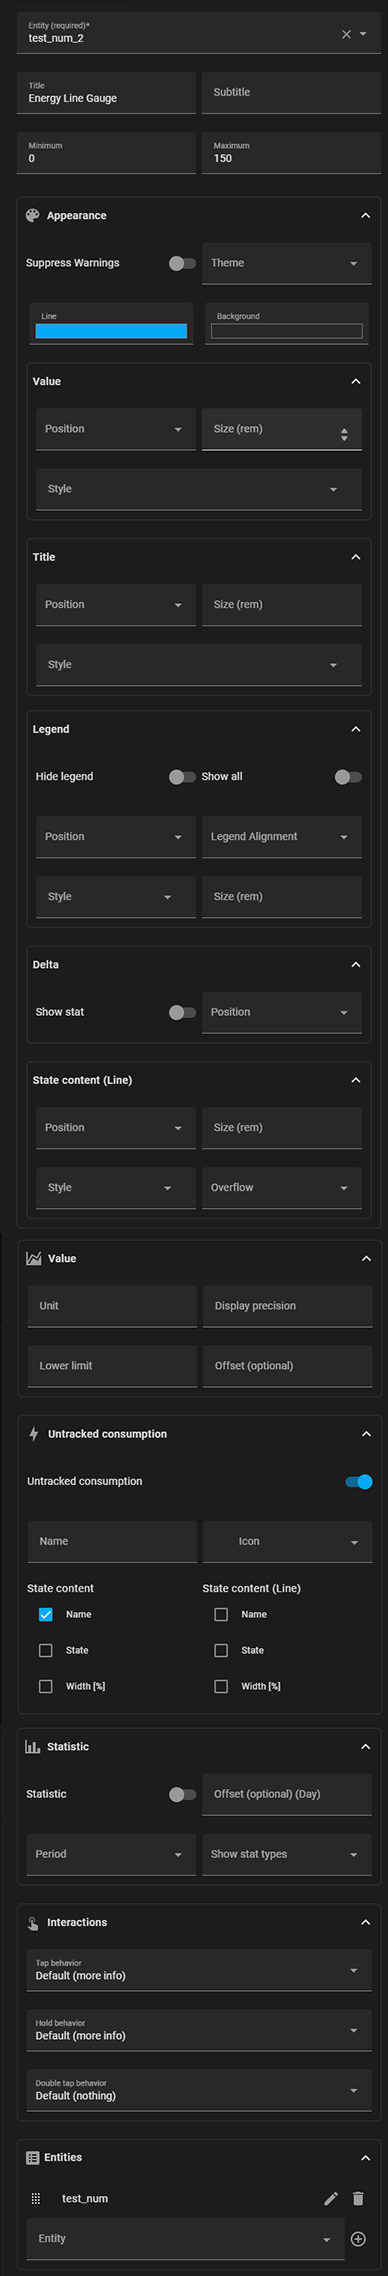 Entity (required)*
test_num_2
Title
Energy Line Gauge
Subtitle
Minimum
0
Maximum
150
Appearance
Suppress Warnings
Theme
Line
Background
Value
Position
Size (rem)
Style
Title
Position
Size (rem)
Style
Legend
Hide legend
Show all
Position
Legend Alignment
Style
Size (rem)
Delta
Show stat
Position
State content (Line)
Position
Size (rem)
Style
Overflow
Value
Unit
Display precision
Lower limit
Offset (optional)
Untracked consumption
Untracked consumption
Name
Icon
State content
State content (Line)
Name
Name
State
State
Width [%]
Width [%]
Statistic
Statistic
Offset (optional) (Day)
Period
Show stat types
Interactions
Tap behavior
Default (more info)
Hold behavior
Default (more info)
Double tap behavior
Default (nothing)
Entities
test_num
Entity